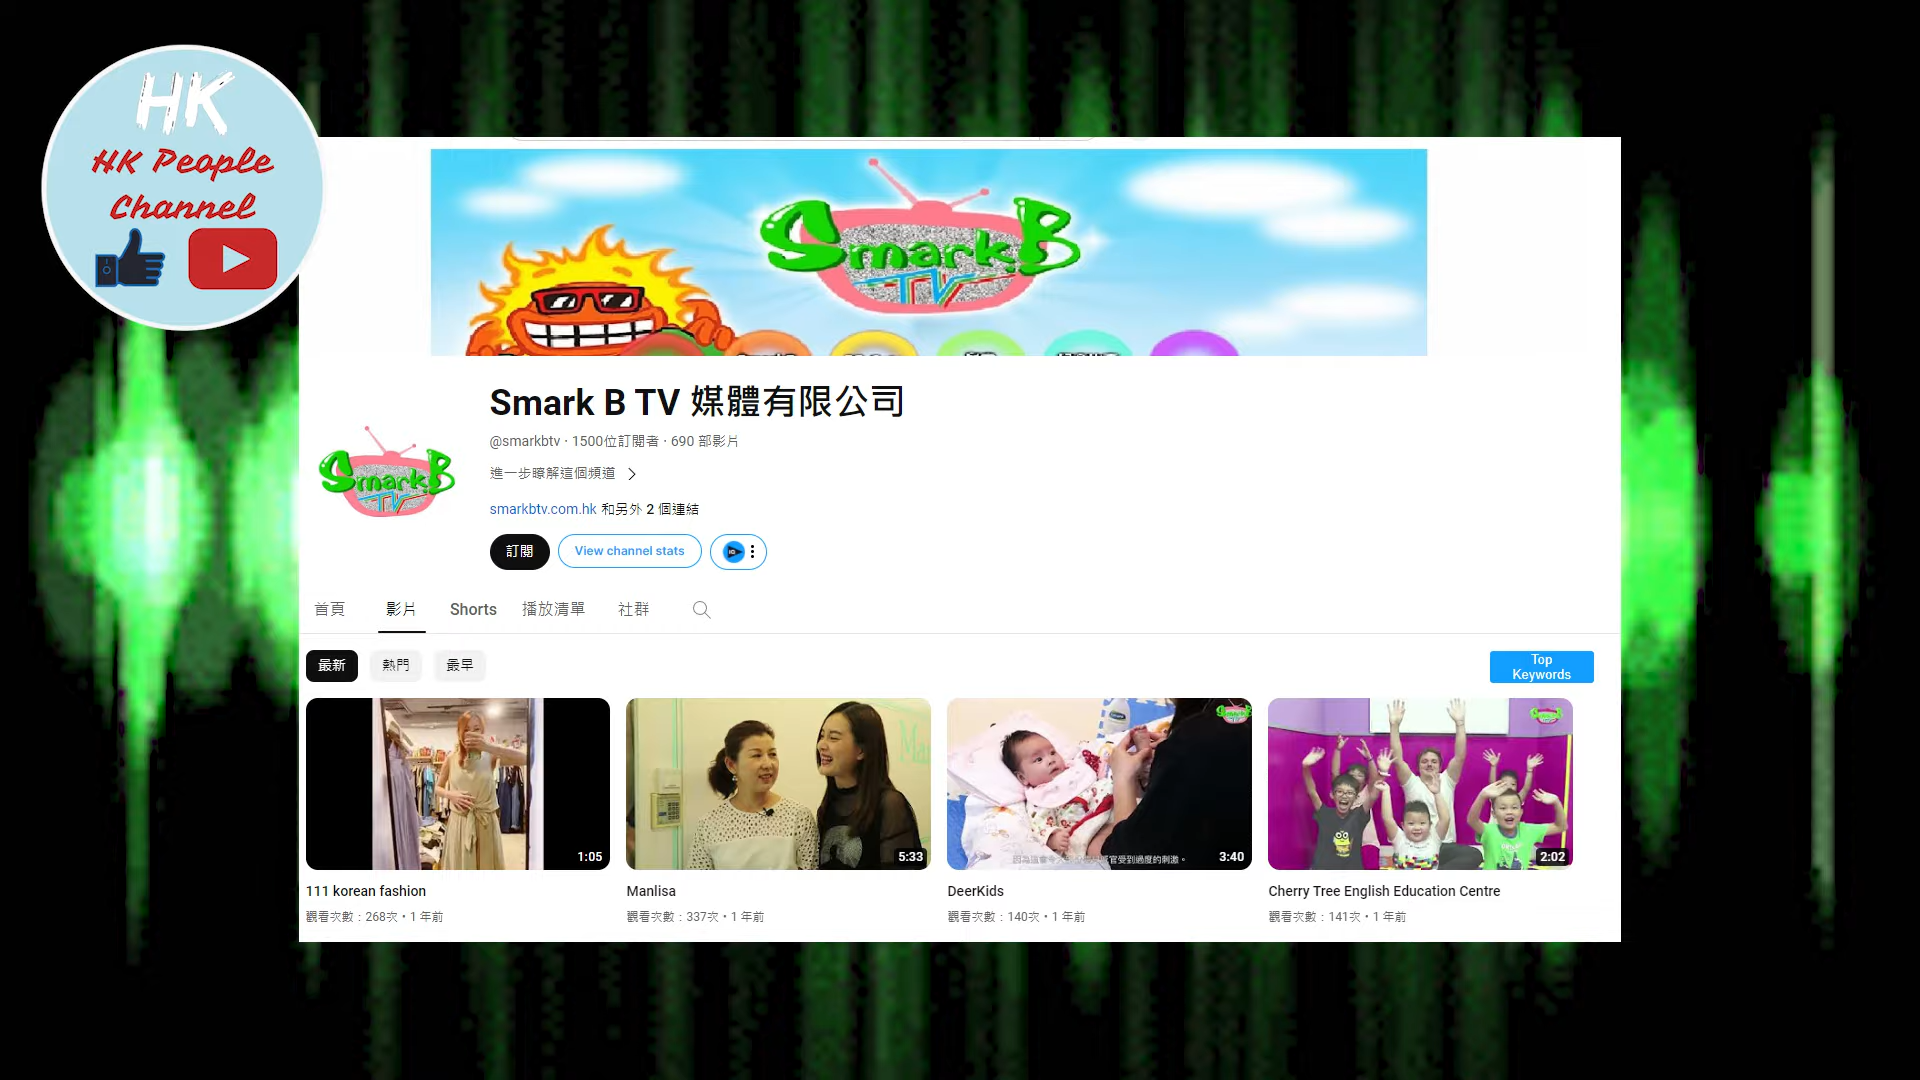 HK
HK People
Channel
Smark B
TV
Smark B TV 媒體有限公司
@smarkbtv · 1500位訂閱者 · 690 部影片
進一步瞭解這個頻道
Smark B
TV
smarkbtv.com.hk 和另外 2 個連結
訂閱
View channel stats
首頁
影片
Shorts
播放清單
社群
最新
熱門
最早
Top
Keywords
1:05
5:33
3:40
2:02
111 korean fashion
Manlisa
DeerKids
Cherry Tree English Education Centre
觀看次數：268次 • 1 年前
觀看次數：337次 • 1 年前
觀看次數：140次 • 1 年前
觀看次數：141次 • 1 年前